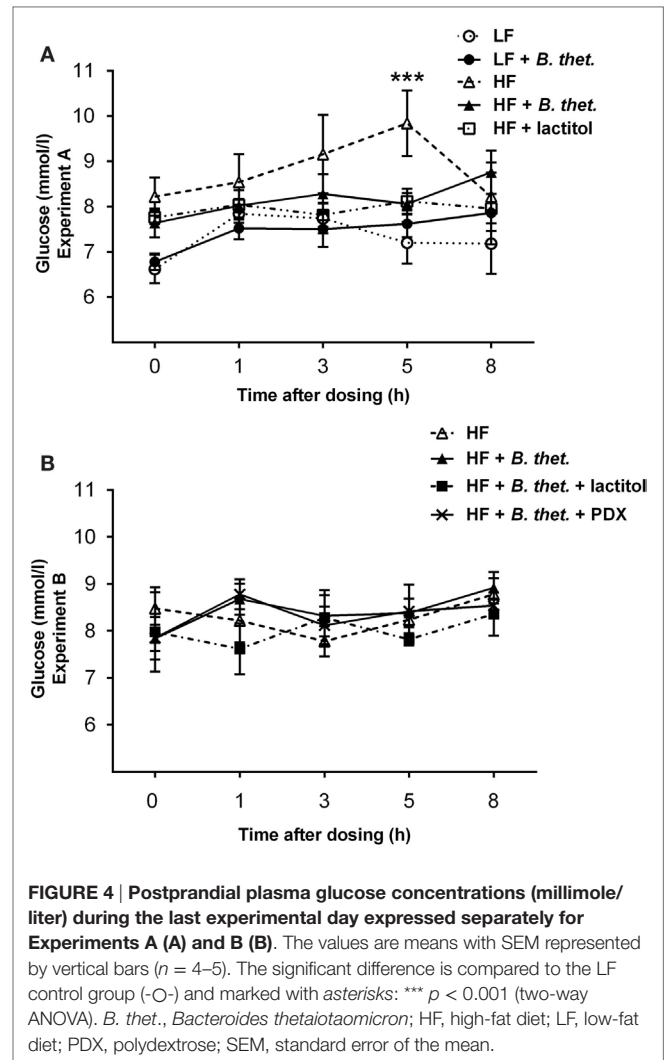 A
LF
LF + B. thet.
HF
HF + B. thet.
HF + lactitol
***
11
10
9
8
7
6
Glucose (mmol/l)
Experiment A
0 1 3 5 8
Time after dosing (h)
B
HF
HF + B. thet.
HF + B. thet. + lactitol
HF + B. thet. + PDX
11
10
9
8
7
6
Glucose (mmol/l)
Experiment B
0 1 3 5 8
Time after dosing (h)
FIGURE 4 | Postprandial plasma glucose concentrations (millimole/
liter) during the last experimental day expressed separately for
Experiments A (A) and B (B). The values are means with SEM represented
by vertical bars (n = 4–5). The significant difference is compared to the LF
control group (-O-) and marked with asterisks: *** p < 0.001 (two-way
ANOVA). B. thet., Bacteroides thetaiotaomicron; HF, high-fat diet; LF, low-fat
diet; PDX, polydextrose; SEM, standard error of the mean.